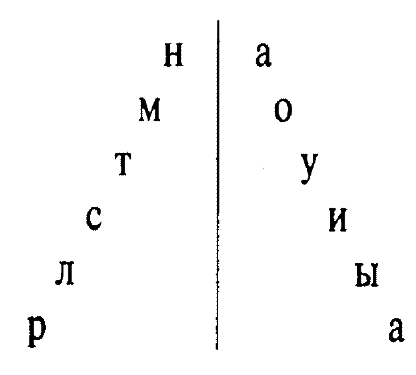 н а
м о
т у
с и
л ы
р а